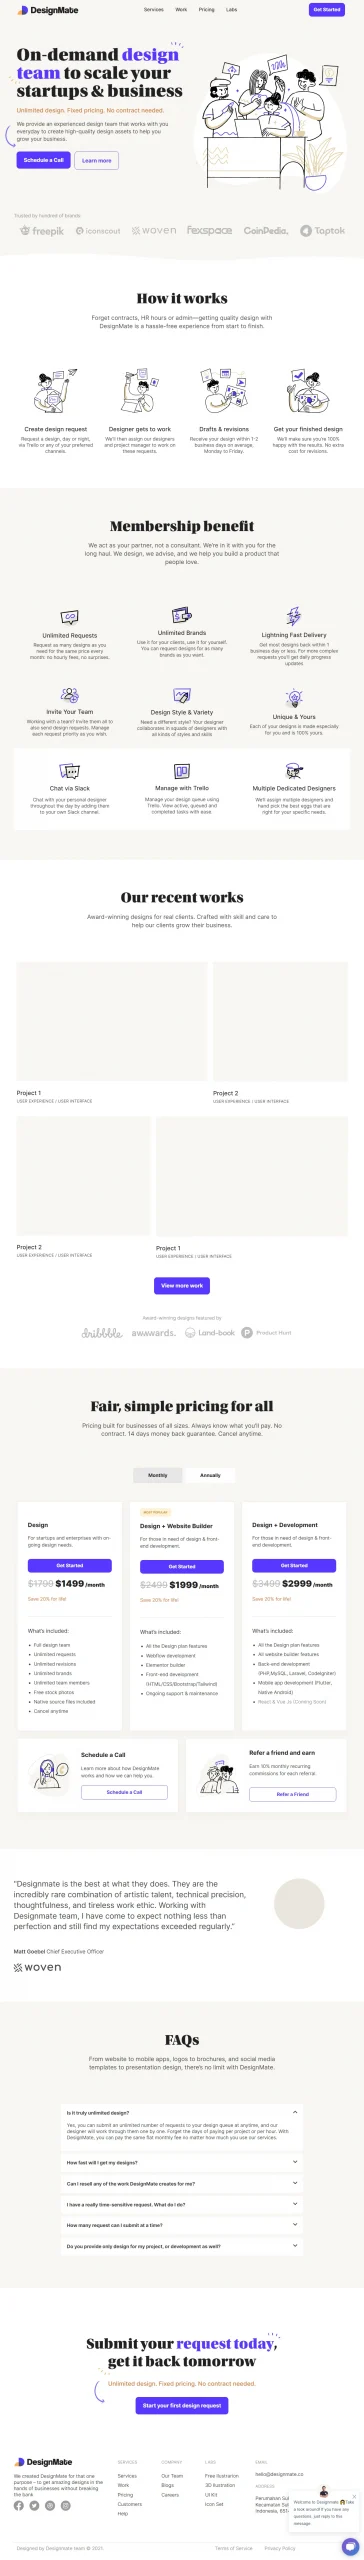 DesignMate
Services Work Pricing Labs
Get Started
On-demand design
team to scale your
startups & business
Unlimited design. Fixed pricing. No contract needed.
We provide an experienced design team that works with you
everyday to create high-quality design assets to help you
grow your business.
Schedule a Call
Learn more
Trusted by hundred of brands
freepik iconscout woven fexspace CoinPedia. Taptok
How it works
Forget contracts, HR hours or admin—getting quality design with
DesignMate is a hassle-free experience from start to finish.
Create design request
Request a design, day or night,
via Trello or any of your preferred
channels.
Designer gets to work
We'll then assign our designers
and project manager to work on
these requests.
Drafts & revisions
Receive your design within 1-2
business days on average,
Monday to Friday.
Get your finished design
We'll make sure you're 100%
happy with the results. No extra
cost for revisions.
Membership benefit
We act as your partner, not a consultant. We're in it with you for the
long haul. We design, we advise, and we help you build a product that
people love.
Unlimited Requests
Request as many designs as you
need for the same price every
month: no hourly fees, no surprises.
Unlimited Brands
Use it for your clients, use it for yourself.
You can request designs for as many
brands as you want.
Lightning Fast Delivery
Get most designs back within 1
business day or less. For more complex
requests you'll get daily progress
updates
Invite Your Team
Working with a team? Invite them all to
send design requests. Manage
each request priority as you wish.
Design Style & Variety
Need a different style? Your designer
collaborates in squads of designers with
all kinds of styles and skills
Unique & Yours
Each of your designs is made especially
for you and is 100% yours.
Chat via Slack
Chat with your personal designer
throughout the day by adding them
to your own Slack channel.
Manage with Trello
Manage your design queue using
Trello. View active, queued and
completed tasks with ease.
Multiple Dedicated Designers
We'll assign multiple designers and
hand pick the best eggs that are
right for your specific needs.
Our recent works
Award-winning designs for real clients. Crafted with skill and care to
help our clients grow their business.
Project 1
USER EXPERIENCE / USER INTERFACE
Project 2
USER EXPERIENCE / USER INTERFACE
Project 2
USER EXPERIENCE / USER INTERFACE
Project 1
USER EXPERIENCE / USER INTERFACE
View more work
Award-winning designs featured by
dribbble awwwards. Land-book Product Hunt
Fair, simple pricing for all
Pricing built for businesses of all sizes. Always know what you'll pay. No
contract. 14 days money back guarantee. Cancel anytime.
Monthly
Annually
Design
For startups and enterprises with on-
going design needs.
Get Started
$1799 $1499 /month
Save 20% for life!
What's included:
Full design team
Unlimited requests
Unlimited revisions
Unlimited brands
Unlimited team members
Free stock photos
Native source files included
Cancel anytime
MOST POPULAR
Design + Website Builder
For those in need of design & front-
end development.
Get Started
$2499 $1999 /month
Save 20% for life!
What's included:
All the Design plan features
Webflow development
Elementor builder
Front-end development
(HTML/CSS/Bootstrap/Tailwind)
Ongoing support & maintenance
Design + Development
For those in need of design & front-
end development.
Get Started
$3499 $2999 /month
Save 20% for life!
What's included:
All the Design plan features
All website builder features
Back-end development
(PHP,MySQL, Laravel, CodeIgniter)
Mobile app development (Flutter,
Native Android)
React & Vue Js (Coming Soon)
Schedule a Call
Learn more about how DesignMate
works and how we can help you.
Schedule a Call
Refer a friend and earn
Earn 10% monthly recurring
commissions for each referral.
Refer a Friend
"Designmate is the best at what they does. They are the
incredibly rare combination of artistic talent, technical precision,
thoughtfulness, and tireless work ethic. Working with
Designmate team, I have come to expect nothing less than
perfection and still find my expectations exceeded regularly."
Matt Goebel Chief Executive Officer
woven
FAQs
From website to mobile apps, logos to brochures, and social media
templates to presentation design, there's no limit with DesignMate.
Is it truly unlimited design?
Yes, you can submit an unlimited number of requests to your design queue at anytime, and our
designer will work through them one by one. Forget the days of paying per project or per hour. With
DesignMate, you can pay the same flat monthly fee no matter how much you use our services.
How fast will I get my designs?
Can I resell any of the work DesignMate creates for me?
I have a really time-sensitive request. What do I do?
How many request can i submit at a time?
Do you provide only design for my project, or development as well?
Submit your request today,
get it back tomorrow
Unlimited design. Fixed pricing. No contract needed.
Start your first design request
DesignMate
We created DesignMate for that one
purpose - to get amazing designs in the
hands of businesses without breaking
the bank
SERVICES
Services
Work
Pricing
Customers
Help
COMPANY
Our Team
Blogs
Careers
LABS
Free Ilustrarion
3D Ilustration
UI Kit
Icon Set
EMAIL
hello@designmate.co
ADDRESS
Perumahan
Kecamatan
Indonesia,
Welcome to Designmate Take
a look around! If you have any
questions, just reply to this
message.
Designed by Designmate team © 2021.
Terms of Service Privacy Policy